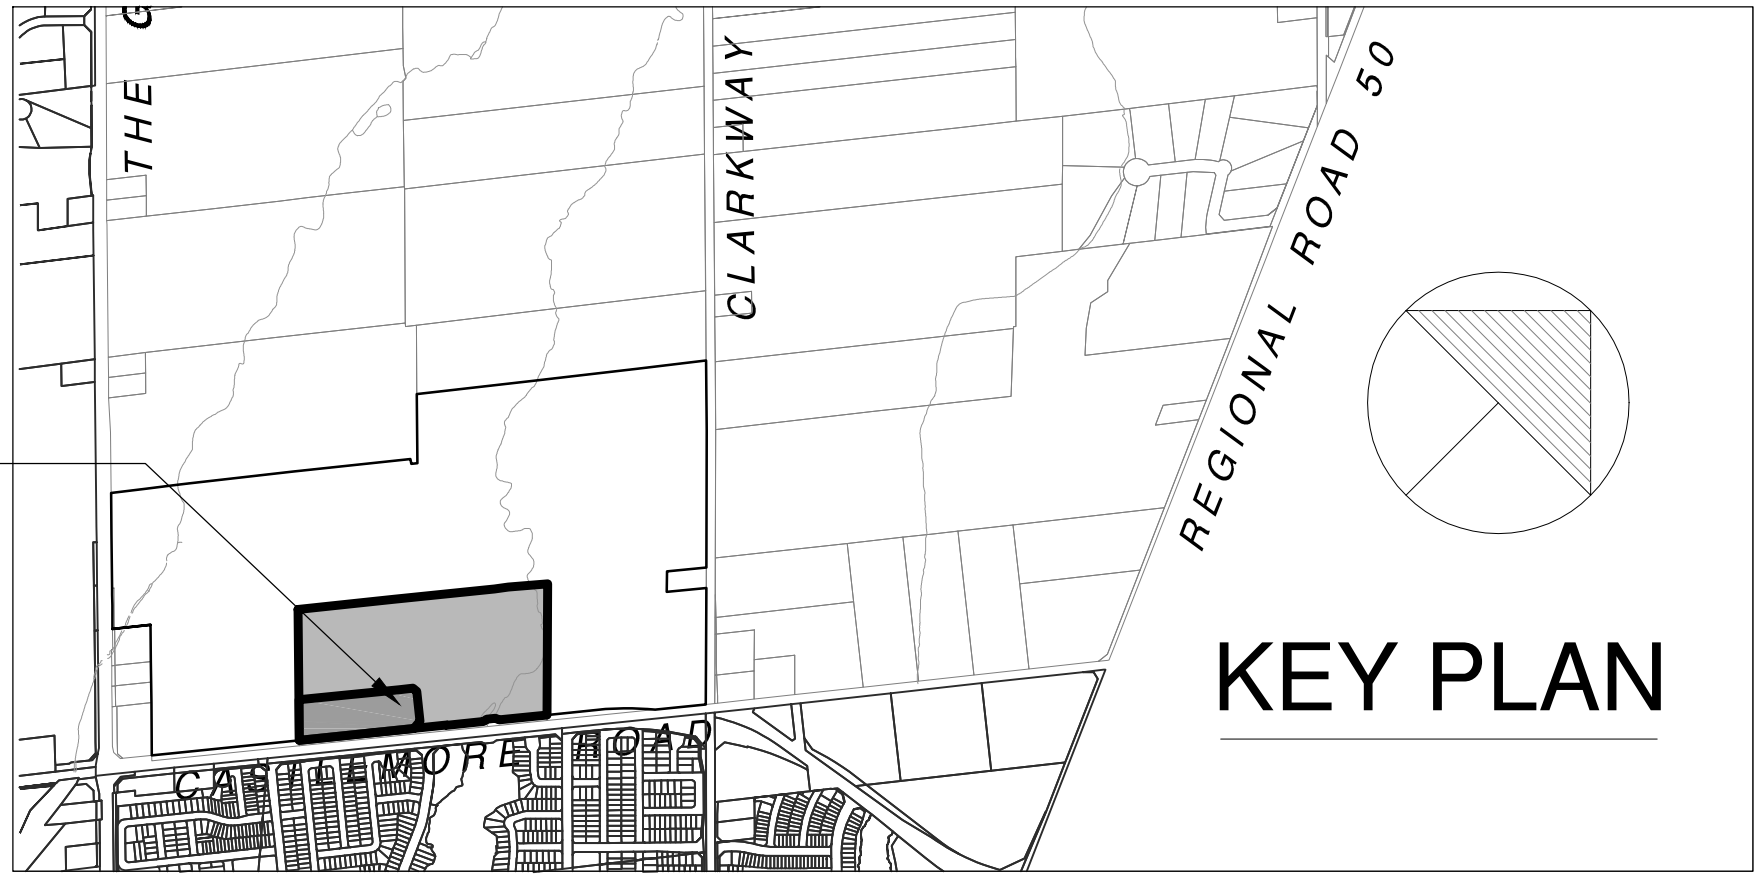 THE G
CLARKWAY
REGIONAL ROAD 50
KEY PLAN
CASTLEMORE ROAD